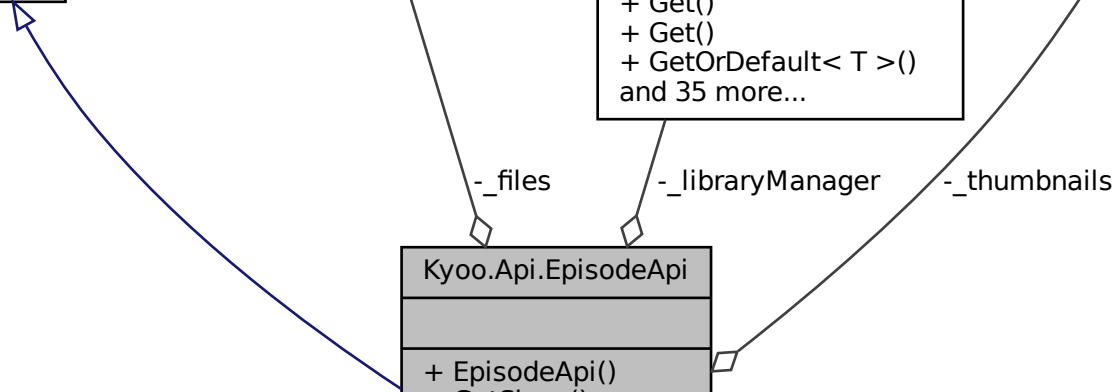 + Get()
+ Get()
+ GetOrDefault< T >()
and 35 more...
-_files
-_libraryManager
-_thumbnails
Kyoo.Api.EpisodeApi
+ EpisodeApi()